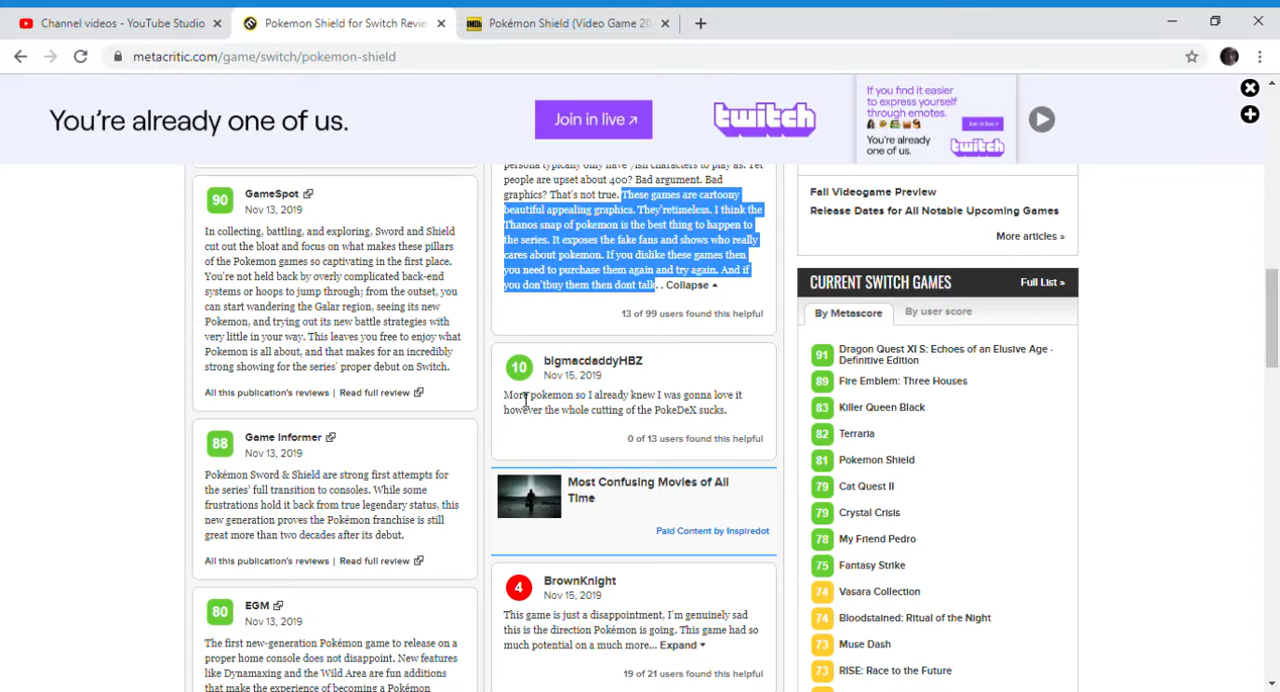 Channel videos - YouTube Studio
Pokemon Shield for Switch Revie
Pokémon Shield (Video Game 20
metacritic.com/game/switch/pokemon-shield
You're already one of us.
Join in live
twitch
If you find it easier
to express yourself
through emotes.
Join in live
You're already
one of us.
twitch
90
GameSpot
Nov 13, 2019
In collecting, battling, and exploring, Sword and Shield
cut out the bloat and focus on what makes these pillars
of the Pokemon games so captivating in the first place.
You're not held back by overly complicated back-end
systems or hoops to jump through; from the outset, you
can start wandering the Galar region, seeing its new
Pokemon, and trying out its new battle strategies with
very little in your way. This leaves you free to enjoy what
Pokemon is all about, and that makes for an incredibly
strong showing for the series' proper debut on Switch.
All this publication's reviews | Read full review
88
Game Informer
Nov 13, 2019
Pokémon Sword & Shield are strong first attempts for
the series' full transition to consoles. While some
frustrations hold it back from true legendary status, this
new generation proves the Pokémon franchise is still
great more than two decades after its debut.
All this publication's reviews | Read full review
80
EGM
Nov 13, 2019
The first new-generation Pokémon game to release on a
proper home console does not disappoint. New features
like Dynamaxing and the Wild Area are fun additions
that make the experience of becoming a Pokémon
persona typically only have 7ish characters to play as. Yet
people are upset about 400? Bad argument. Bad
graphics? That's not true. These games are cartoony
beautiful appealing graphics. They'retimeless. I think the
Thanos snap of pokemon is the best thing to happen to
the series. It exposes the fake fans and shows who really
cares about pokemon. If you dislike these games then
you need to purchase them again and try again. And if
you don'tbuy them then dont talk. . Collapse
13 of 99 users found this helpful
10
bigmacdaddyHBZ
Nov 15, 2019
More pokemon so I already knew I was gonna love it
however the whole cutting of the PokeDeX sucks.
0 of 13 users found this helpful
Most Confusing Movies of All
Time
Paid Content by Inspiredot
4
BrownKnight
Nov 15, 2019
This game is just a disappointment, I'm genuinely sad
this is the direction Pokémon is going. This game had so
much potential on a much more... Expand
19 of 21 users found this helpful
Fall Videogame Preview
Release Dates for All Notable Upcoming Games
More articles »
CURRENT SWITCH GAMES
Full List »
By Metascore
By user score
91 Dragon Quest XI S: Echoes of an Elusive Age -
Definitive Edition
89 Fire Emblem: Three Houses
83 Killer Queen Black
82 Terraria
81 Pokemon Shield
79 Cat Quest II
79 Crystal Crisis
78 My Friend Pedro
75 Fantasy Strike
74 Vasara Collection
74 Bloodstained: Ritual of the Night
73 Muse Dash
73 RISE: Race to the Future